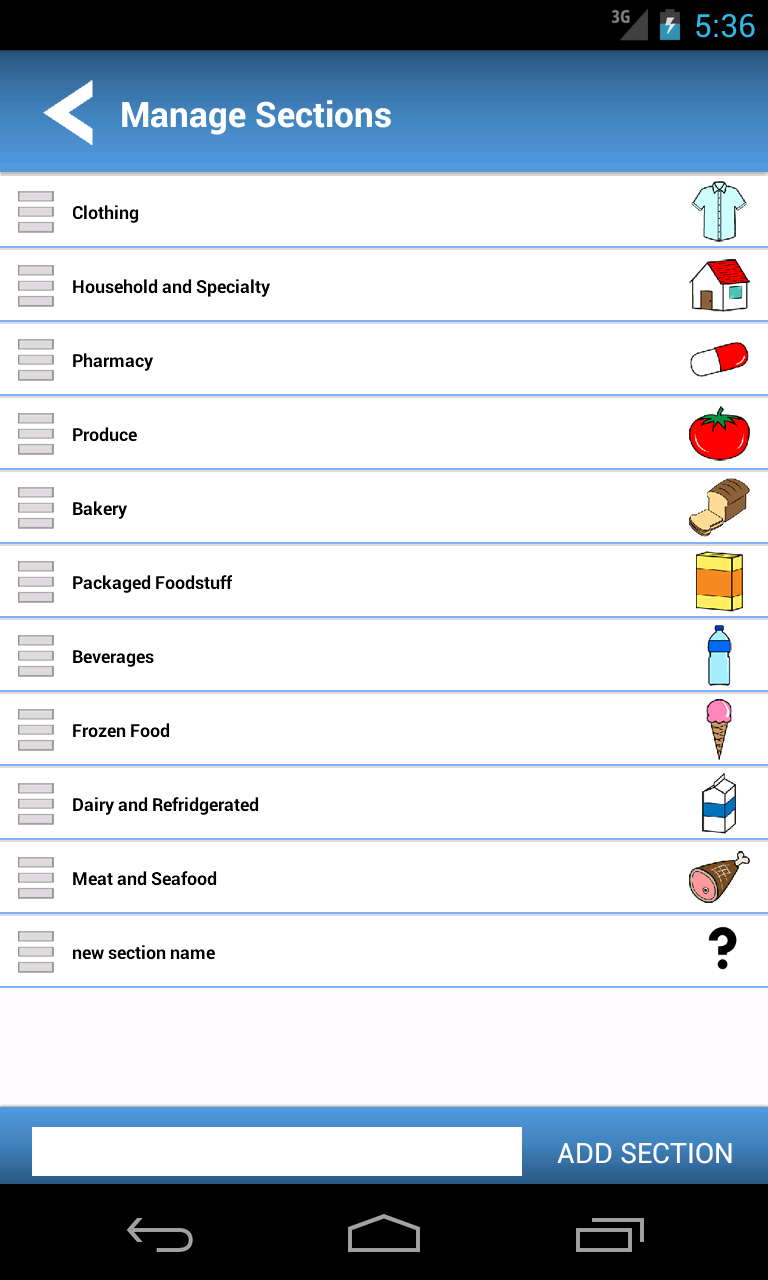 3G
5:36
Manage Sections
Clothing
Household and Specialty
Pharmacy
Produce
Bakery
Packaged Foodstuff
Beverages
Frozen Food
Dairy and Refridgerated
Meat and Seafood
new section name
?
ADD SECTION